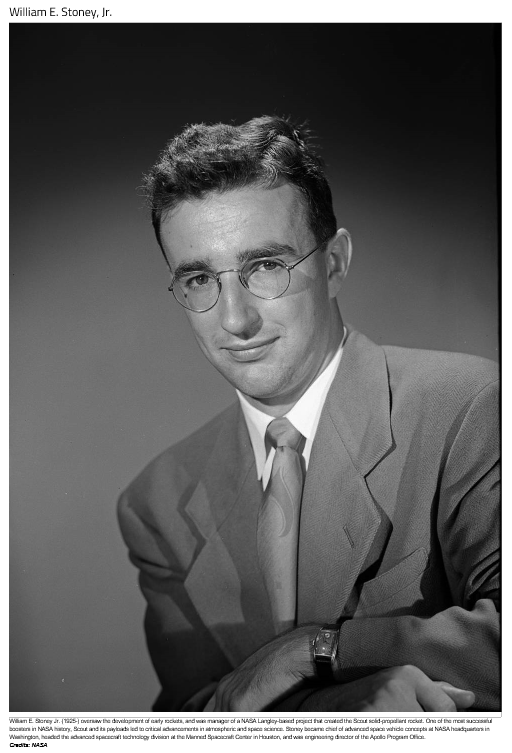 William E. Stoney, Jr.
William E. Stoney Jr. (1925-) oversaw the development of early rockets, and was manager of a NASA Langley-based project that created the Scout solid-propellant rocket. One of the most successful
boosters in NASA history, Scout and its payloads led to critical advancements in atmospheric and space science. Stoney became chief of advanced space vehicle concepts at NASA headquarters in
Washington, headed the advanced spacecraft technology division at the Manned Spacecraft Center in Houston, and was engineering director of the Apollo Program Office.
Credits: NASA